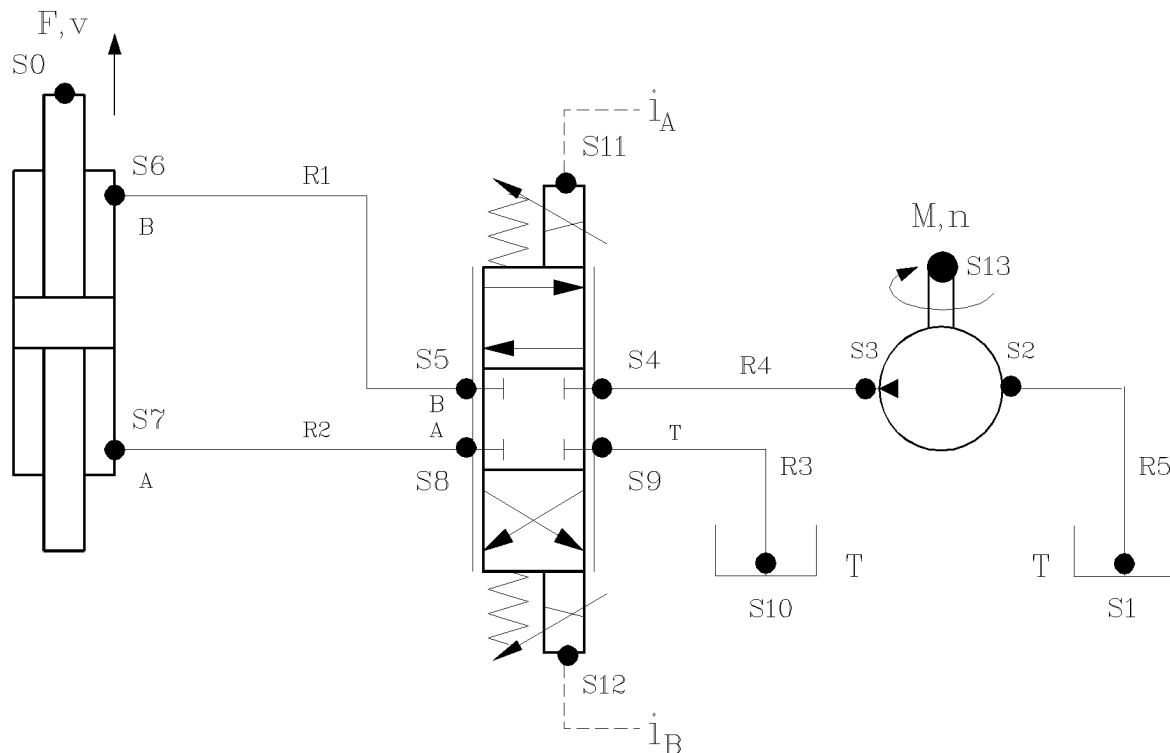 F,v
S0
i_A
S11
S6
R1
B
M,n
S13
S5
S4
R4
S3
S2
B
S7
R2
A
T
A
S8
S9
R3
R5
T
T
S10
S1
S12
i_B